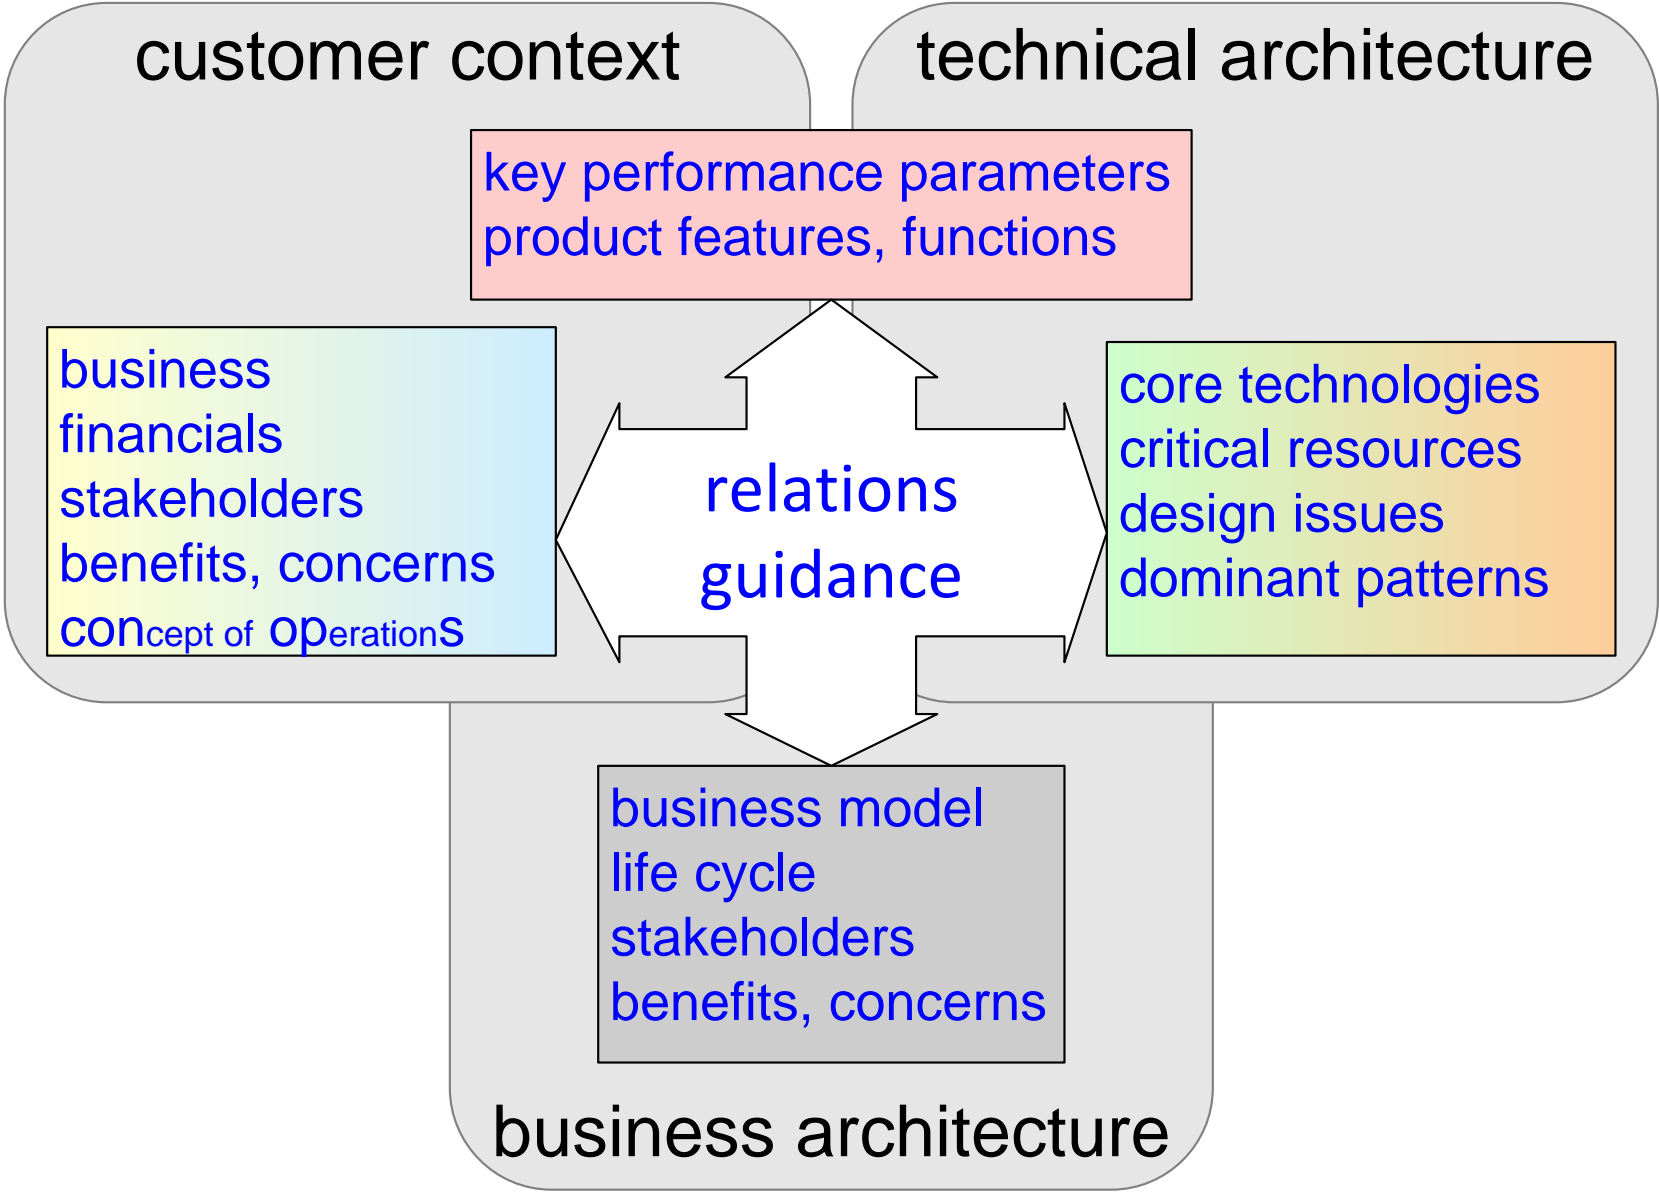 customer context
technical architecture
key performance parameters
product features, functions
business
financials
stakeholders
benefits, concerns
concept of operations
relations
guidance
core technologies
critical resources
design issues
dominant patterns
business model
life cycle
stakeholders
benefits, concerns
business architecture